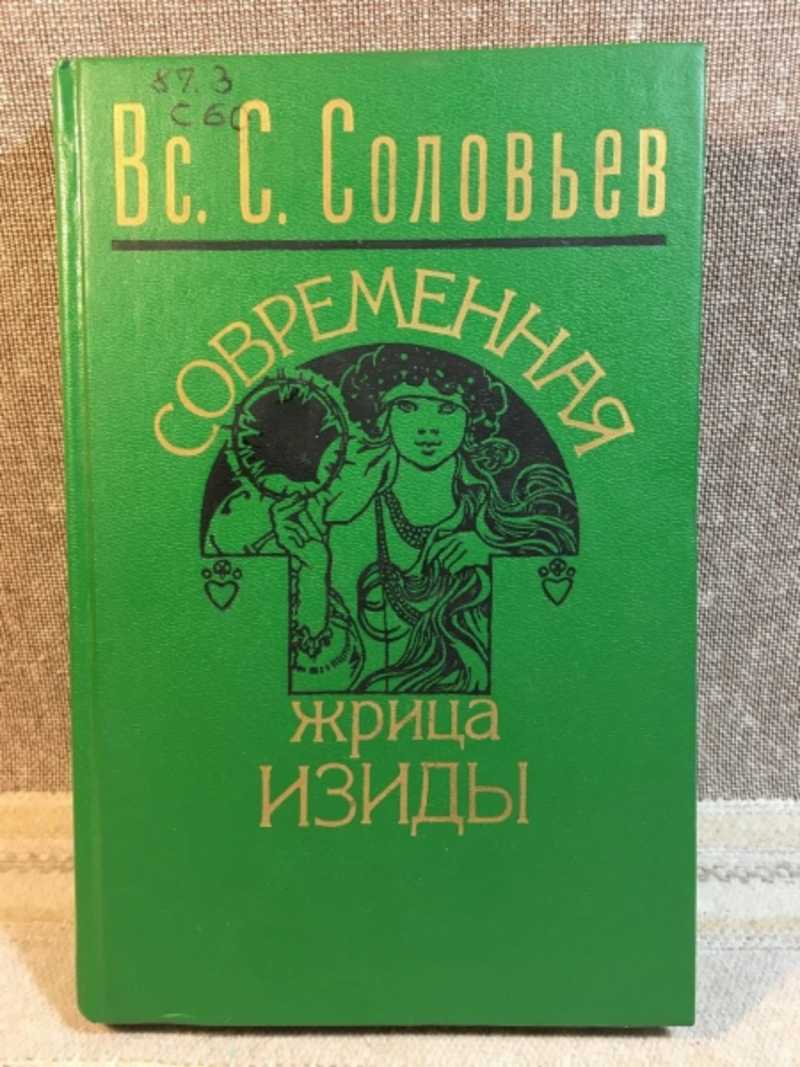 87.3
С60
Вс. С. Соловьев
СОВРЕМЕННАЯ
жрица
ИЗИДЫ